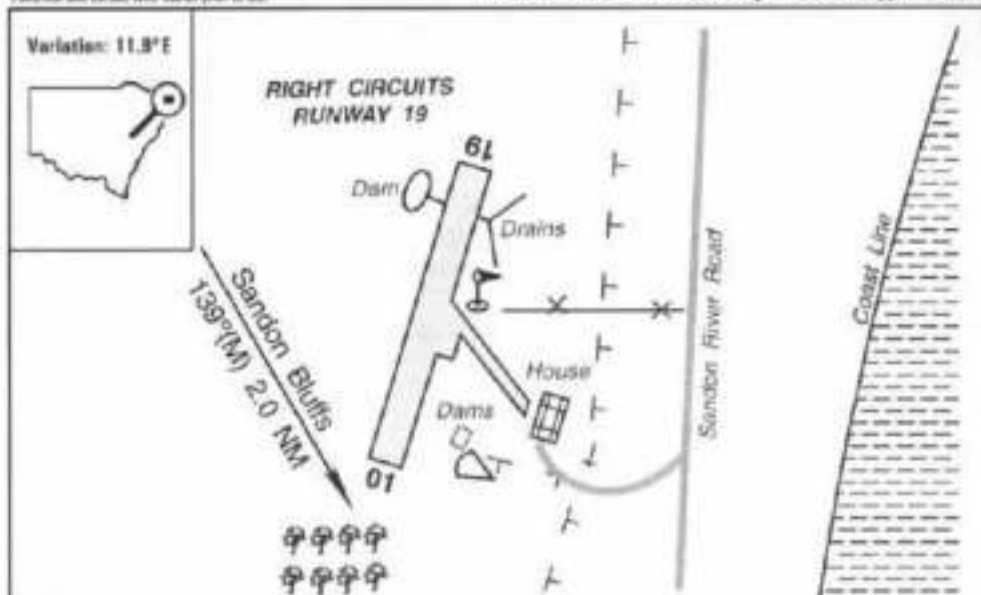 Variation: 11.9°E
RIGHT CIRCUITS
RUNWAY 19
19
Dam
Drains
Sandon Bluffs
139°(M) 2.0 NM
House
Dams
01
Sandon River Road
Coast Line